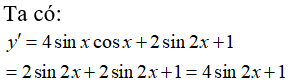 Ta có:
y′ = 4 sin x cos x + 2 sin 2x + 1
= 2 sin 2x + 2 sin 2x + 1 = 4 sin 2x + 1